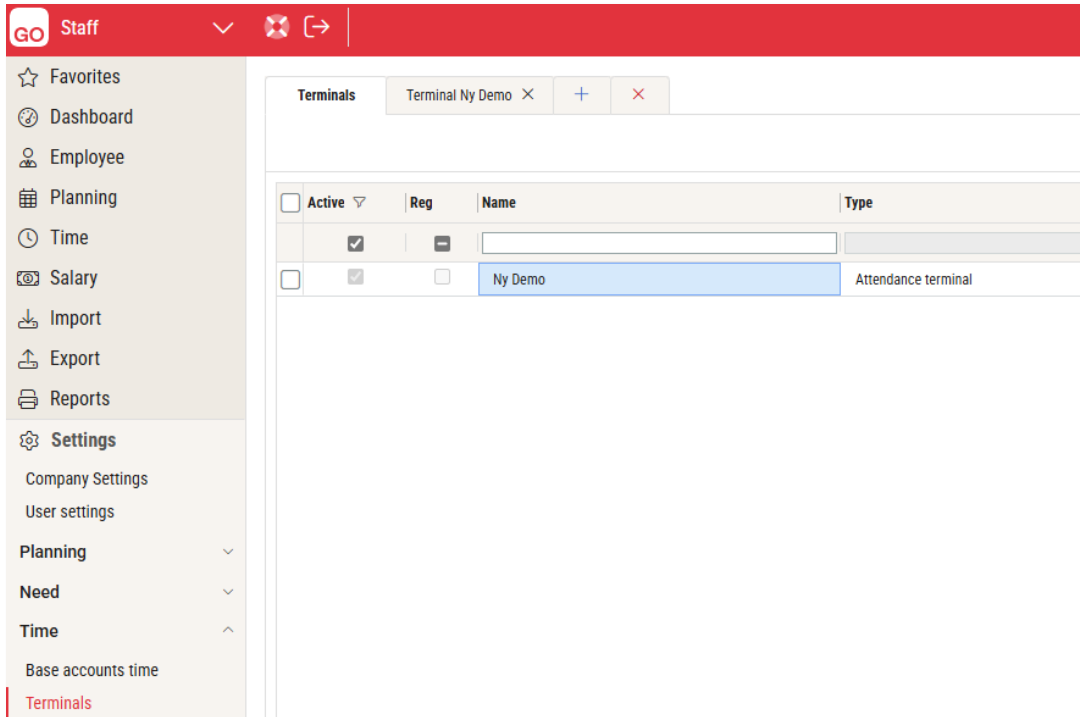 GO Staff
Favorites
Dashboard
Employee
Planning
Time
Salary
Import
Export
Reports
Settings
Company Settings
User settings
Planning
Need
Time
Base accounts time
Terminals
Terminals Terminal Ny Demo
Active Reg Name Type
Ny Demo Attendance terminal